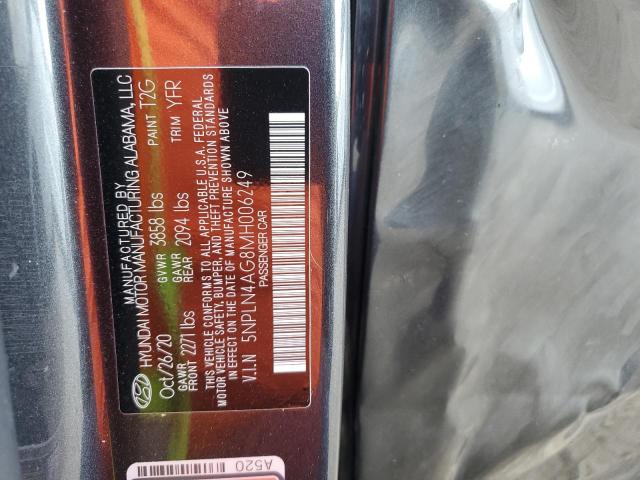 MANUFACTURED BY
HYUNDAI MOTOR MANUFACTURING ALABAMA, LLC
Oct/26/20 GVWR 3858 lbs PAINT T2G
GAWR FRONT 2271 lbs GAWR REAR 2094 lbs TRIM YFR
THIS VEHICLE CONFORMS TO ALL APPLICABLE U.S.A. FEDERAL
MOTOR VEHICLE SAFETY, BUMPER, AND THEFT PREVENTION STANDARDS
IN EFFECT ON THE DATE OF MANUFACTURE SHOWN ABOVE
V.I.N 5NPLN4AG8MH006249
PASSENGER CAR
A520